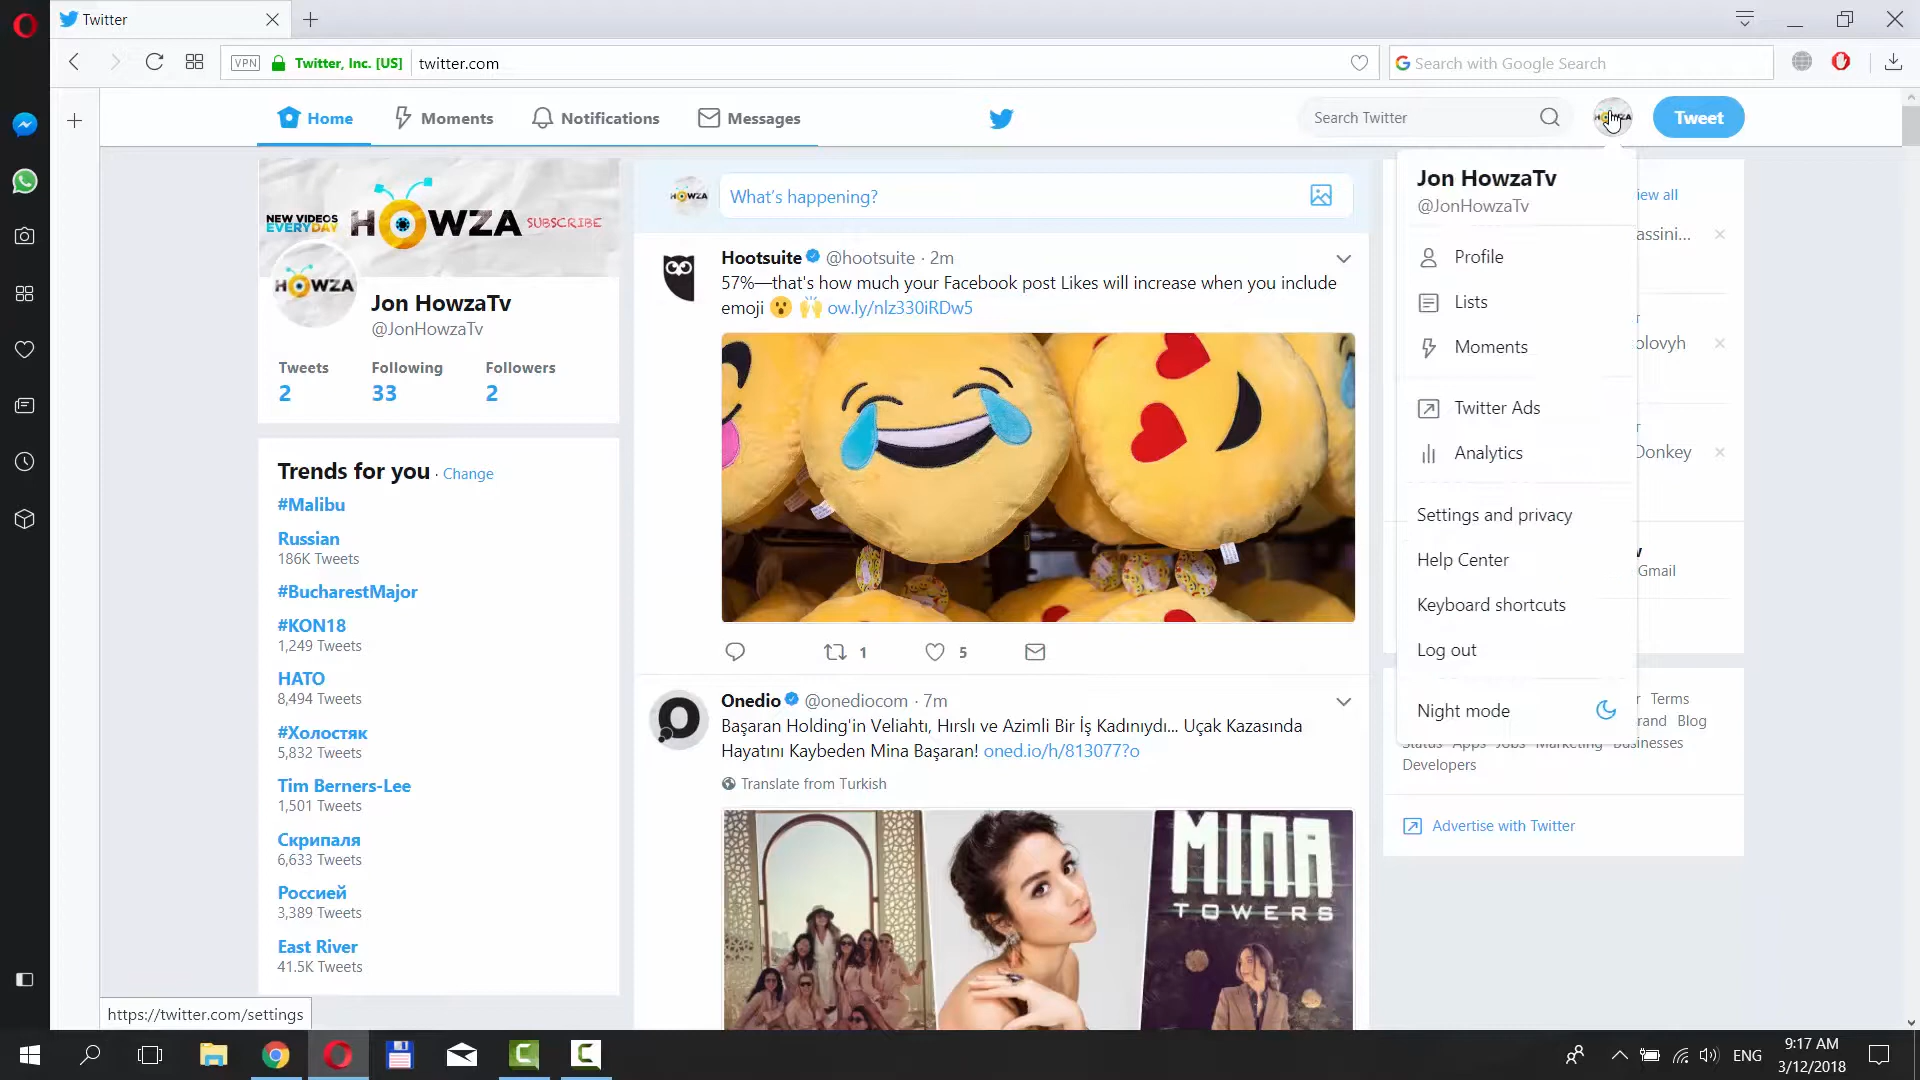 Twitter
VPN
Twitter, Inc. [US]
twitter.com
Search with Google Search
Home
Moments
Notifications
Messages
Search Twitter
Tweet
NEW VIDEOS
EVERYDAY
HOWZA
SUBSCRIBE
HOWZA
Jon HowzaTv
@JonHowzaTv
Tweets
Following
Followers
2
33
2
Trends for you · Change
#Malibu
Russian
186K Tweets
#BucharestMajor
#KON18
1,249 Tweets
НАТО
8,494 Tweets
#Холостяк
5,832 Tweets
Tim Berners-Lee
1,501 Tweets
Скрипаля
6,633 Tweets
Россией
3,389 Tweets
East River
41.5K Tweets
https://twitter.com/settings
HOWZA
What's happening?
Hootsuite @hootsuite · 2m
57%—that's how much your Facebook post Likes will increase when you include
emoji 😮 🙌 ow.ly/nlz330iRDw5
1
5
Onedio @onediocom · 7m
Başaran Holding'in Veliahtı, Hırslı ve Azimli Bir İş Kadınıydı... Uçak Kazasında
Hayatını Kaybeden Mina Başaran! oned.io/h/813077?o
Translate from Turkish
MINA
TOWERS
Jon HowzaTv
@JonHowzaTv
Profile
Lists
Moments
Twitter Ads
Analytics
Settings and privacy
Help Center
Keyboard shortcuts
Log out
Night mode
iew all
assini...
olovyh
Donkey
Gmail
Terms
rand Blog
Status Apps Jobs Marketing Businesses
Developers
Advertise with Twitter
ENG
9:17 AM
3/12/2018